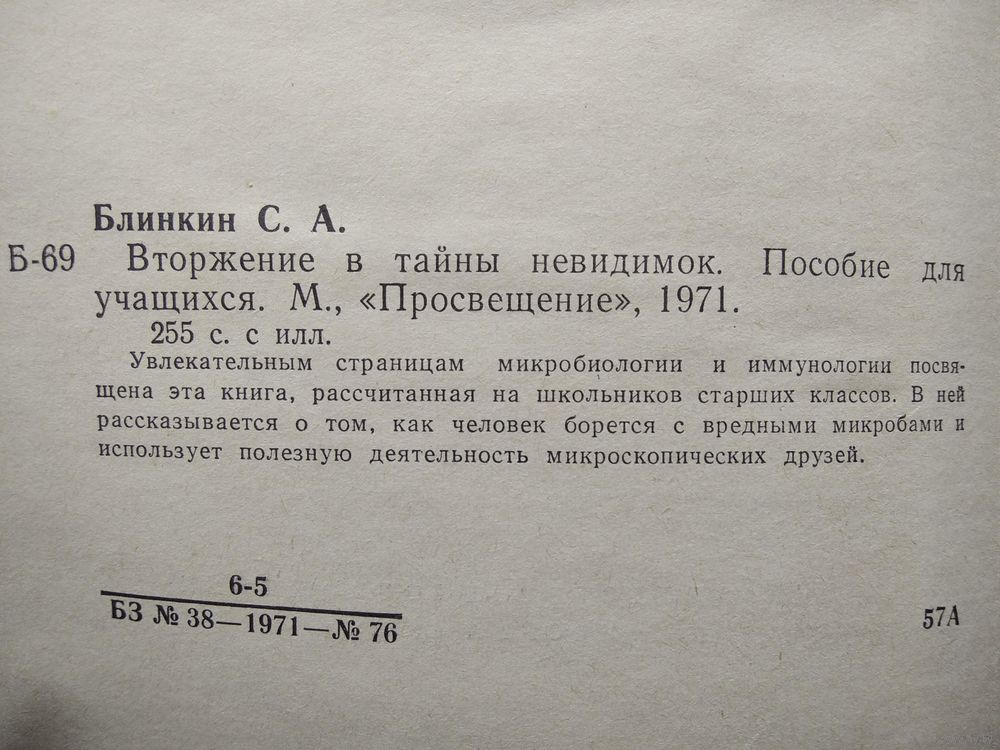 Блинкин С. А.
Б-69 Вторжение в тайны невидимок. Пособие для
учащихся. М., «Просвещение», 1971.
255 с. с илл.
Увлекательным страницам микробиологии и иммунологии посвя-
щена эта книга, рассчитанная на школьников старших классов. В ней
рассказывается о том, как человек борется с вредными микробами и
использует полезную деятельность микроскопических друзей.
6-5
БЗ № 38—1971—№ 76
57А